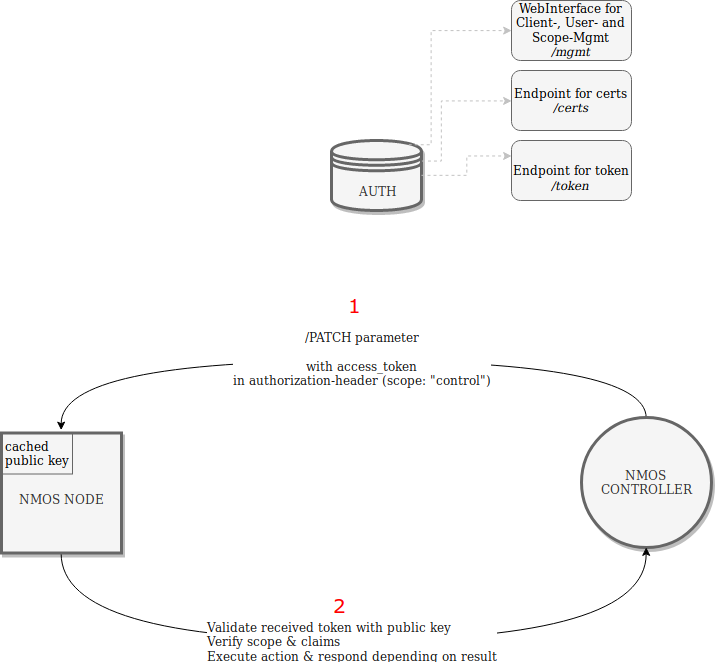 WebInterface for
Client-, User- and
Scope-Mgmt
/mgmt
Endpoint for certs
/certs
Endpoint for token
/token
AUTH
1
/PATCH parameter
with access_token
in authorization-header (scope: "control")
cached
public key
NMOS NODE
NMOS
CONTROLLER
2
Validate received token with public key
Verify scope & claims
Execute action & respond depending on result